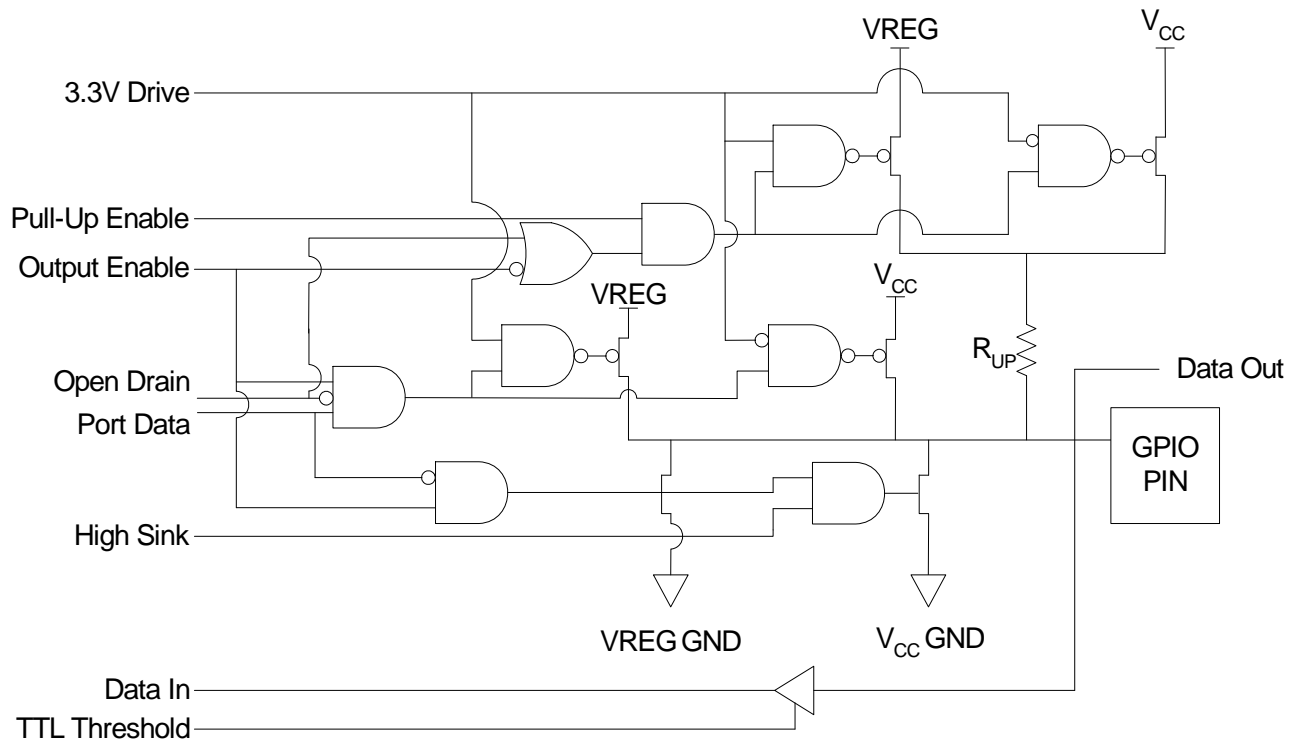 VREG
VCC
3.3V Drive
Pull-Up Enable
Output Enable
VREG
VCC
RUP
Open Drain
Data Out
Port Data
GPIO
PIN
High Sink
VREG GND
VCC GND
Data In
TTL Threshold